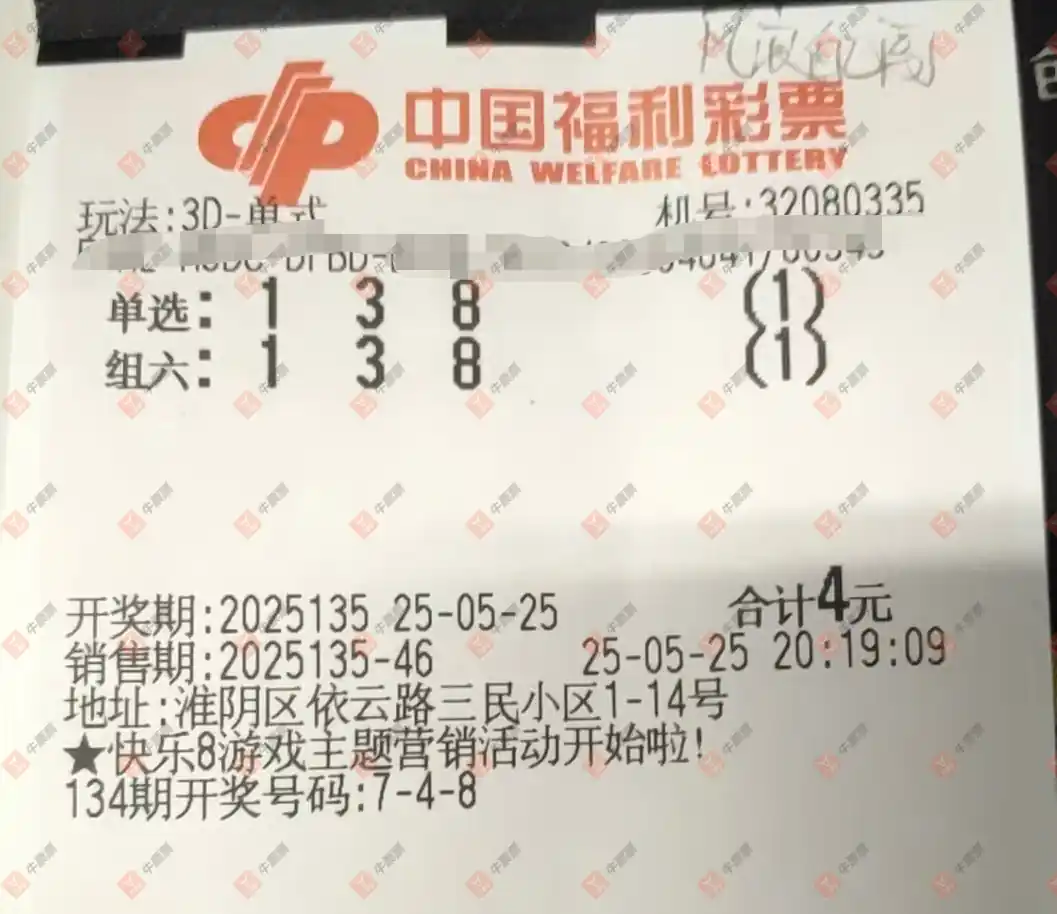 中国福利彩票
CHINA WELFARE LOTTERY
玩法:3D-单式 机号:32080335
单选: 1 3 8 (1)
组六: 1 3 8 (1)
开奖期:2025135 25-05-25 合计4元
销售期:2025135-46 25-05-25 20:19:09
地址:淮阴区依云路三民小区1-14号
★快乐8游戏主题营销活动开始啦!
134期开奖号码:7-4-8